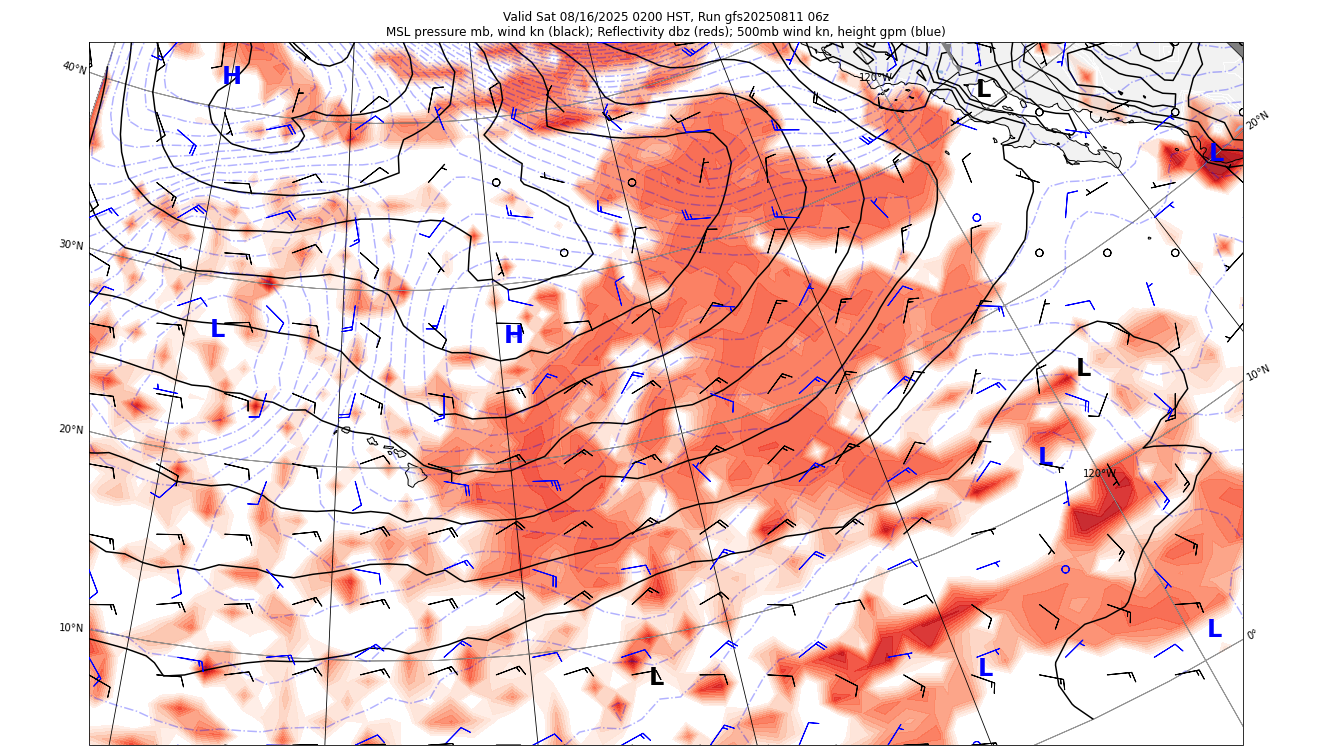 Valid Sat 08/16/2025 0200 HST, Run gfs20250811 06z
MSL pressure mb, wind kn (black); Reflectivity dbz (reds); 500mb wind kn, height gpm (blue)
40°N
H
120°W
L
20°N
L
30°N
L
H
L
10°N
20°N
L
120°W
10°N
L
0°
L
L